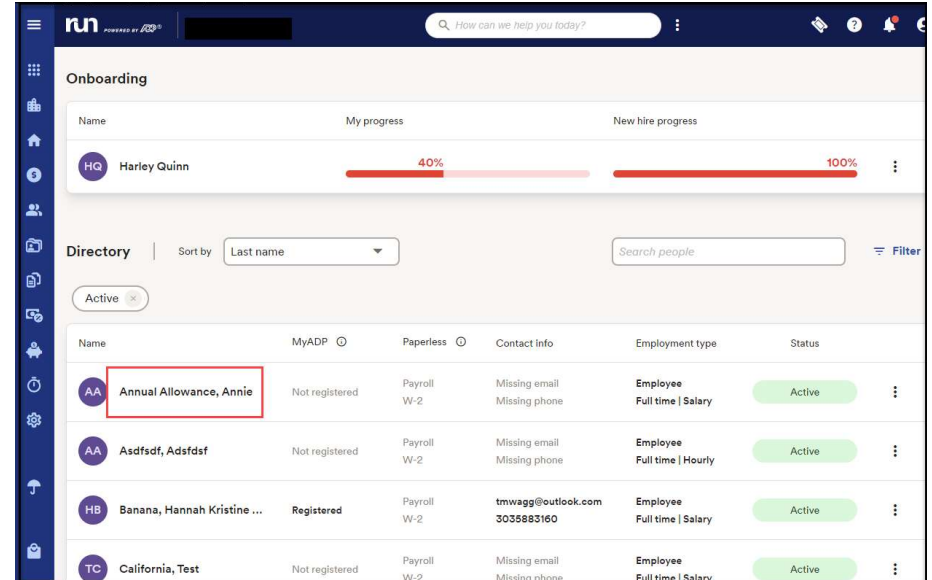 run POWERED BY ADP®
How can we help you today?
Onboarding
Name My progress New hire progress
HQ Harley Quinn 40% 100%
Directory Sort by Last name Search people Filter
Active ×
Name MyADP Paperless Contact info Employment type Status
AA Annual Allowance, Annie Not registered Payroll Missing email Employee Active
W-2 Missing phone Full time | Salary
AA Asdfsdf, Adsfdsf Not registered Payroll Missing email Employee Active
W-2 Missing phone Full time | Hourly
HB Banana, Hannah Kristine ... Registered Payroll tmwagg@outlook.com Employee Active
W-2 3035883160 Full time | Salary
TC California, Test Not registered Payroll Missing email Employee Active
W-2 Missing phone Full time | Salary